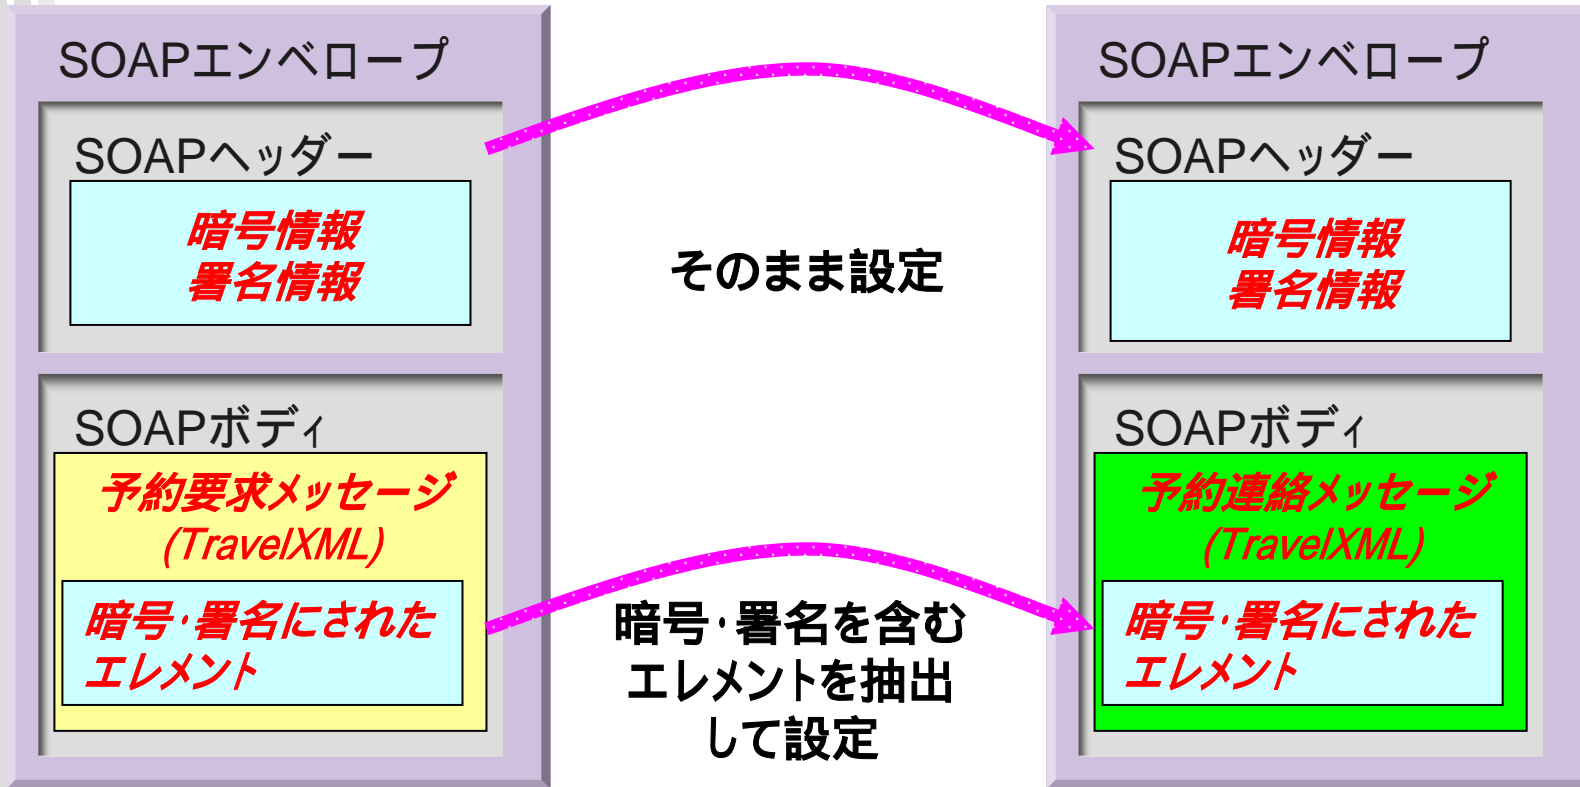 SOAPエンベロープ
SOAPヘッダー
暗号情報
署名情報
SOAPボディ
予約要求メッセージ
(TravelXML)
暗号・署名にされた
エレメント
そのまま設定
暗号・署名を含む
エレメントを抽出
して設定
SOAPエンベロープ
SOAPヘッダー
暗号情報
署名情報
SOAPボディ
予約連絡メッセージ
(TravelXML)
暗号・署名にされた
エレメント